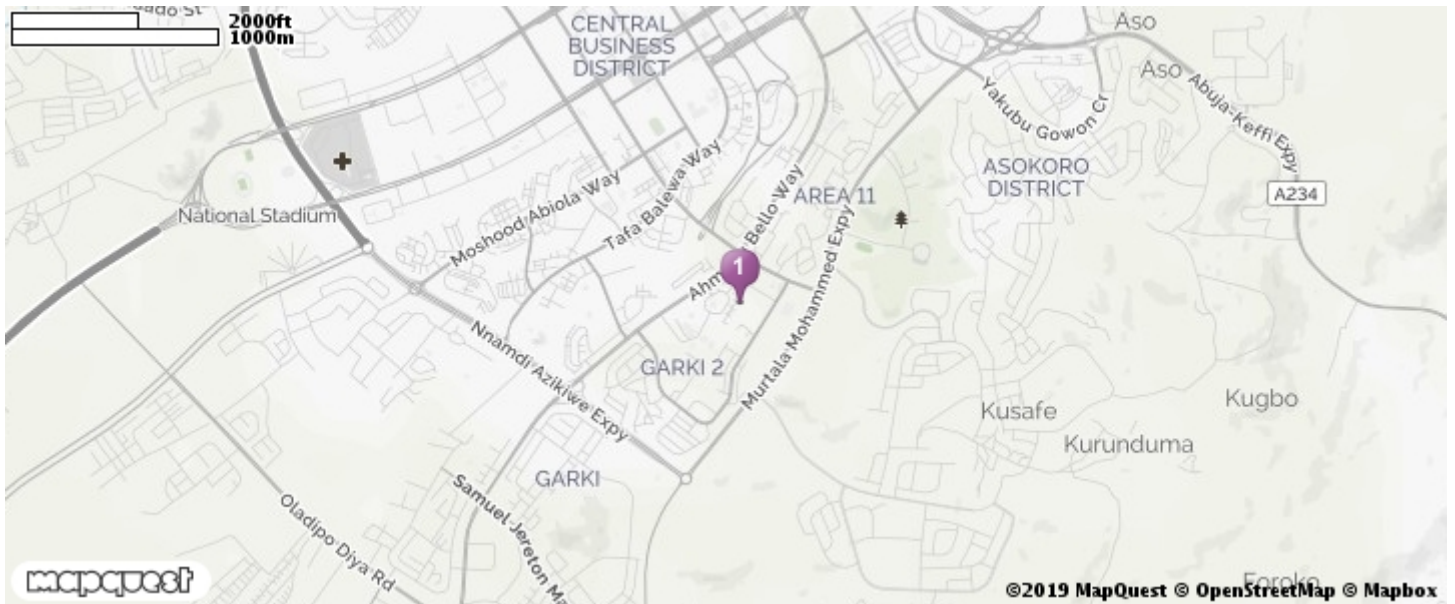 2000ft
1000m
CENTRAL
BUSINESS
DISTRICT
Aso
Aso
Abuja-Keffi Expy
Yakubu Gowon Cr
ASOKORO
DISTRICT
A234
National Stadium
Moshood Abiola Way
Tafa Balewa Way
Bello Way
AREA 11
1
Murtala Mohammed Expy
Nnamdi Azikiwe Expy
GARKI 2
Kusafe
Kugbo
Kurunduma
GARKI
Samuel Jereton
Oladipo Diya Rd
mapquest
©2019 MapQuest © OpenStreetMap © Mapbox